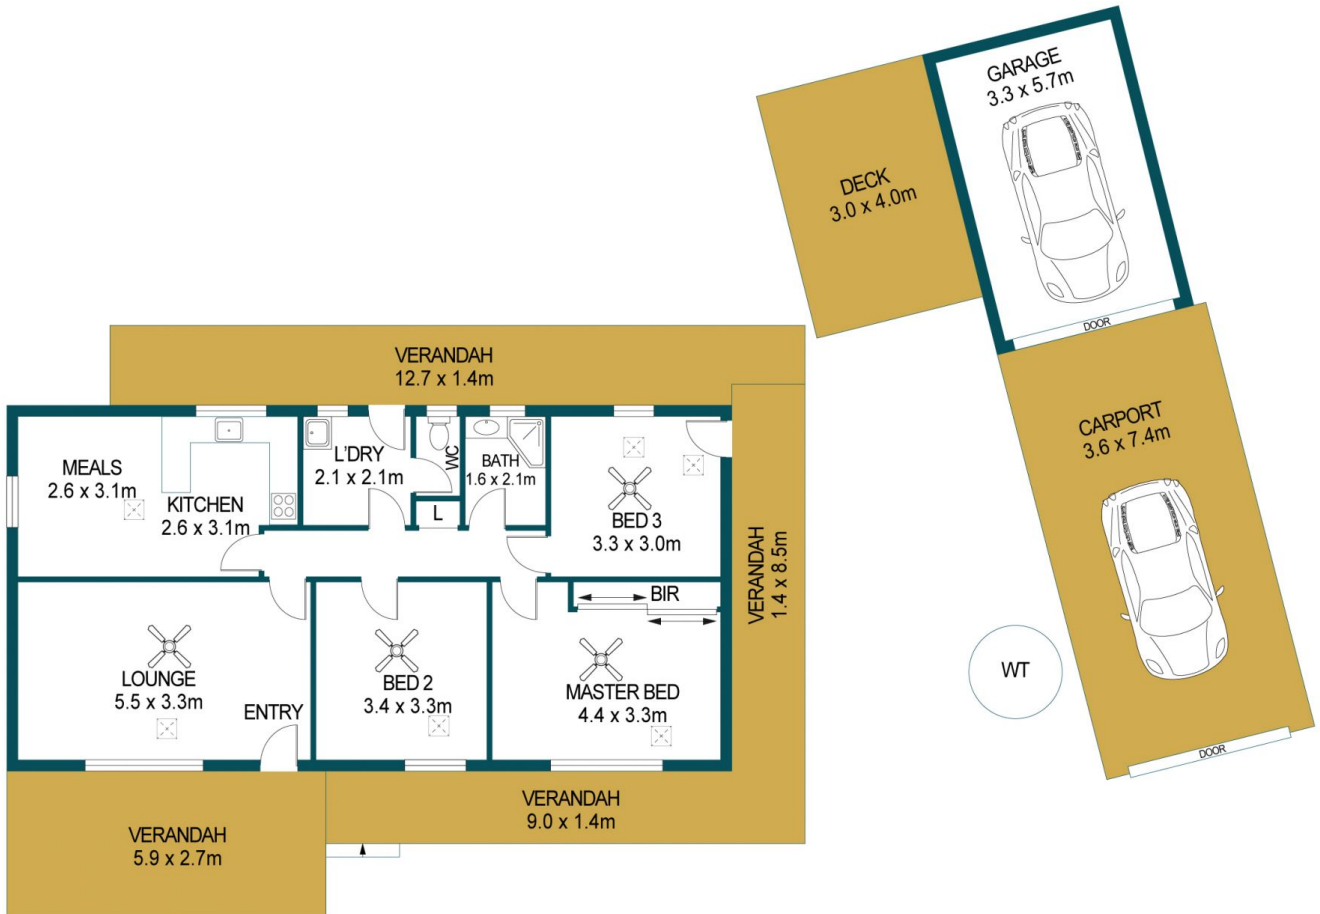 GARAGE
3.3 x 5.7m
DECK
3.0 x 4.0m
DOOR
VERANDAH
12.7 x 1.4m
CARPORT
3.6 x 7.4m
MEALS
2.6 x 3.1m
KITCHEN
2.6 x 3.1m
L'DRY
2.1 x 2.1m
WC
L
BATH
1.6 x 2.1m
BED 3
3.3 x 3.0m
VERANDAH
1.4 x 8.5m
BIR
LOUNGE
5.5 x 3.3m
ENTRY
BED 2
3.4 x 3.3m
MASTER BED
4.4 x 3.3m
WT
DOOR
VERANDAH
9.0 x 1.4m
VERANDAH
5.9 x 2.7m